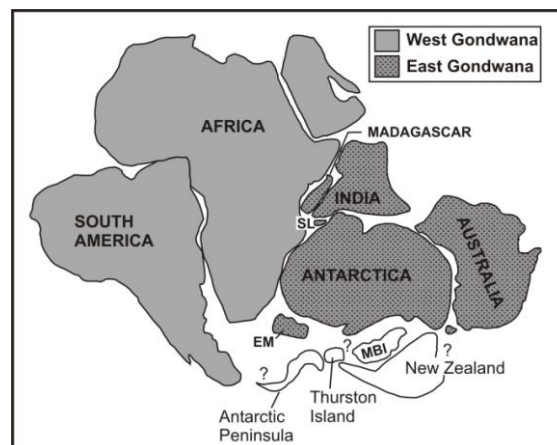 West Gondwana
East Gondwana
AFRICA
MADAGASCAR
INDIA
SOUTH
AMERICA
SL
ANTARCTICA
AUSTRALIA
EM
?
?
MBI
?
New Zealand
Thurston
Island
Antarctic
Peninsula